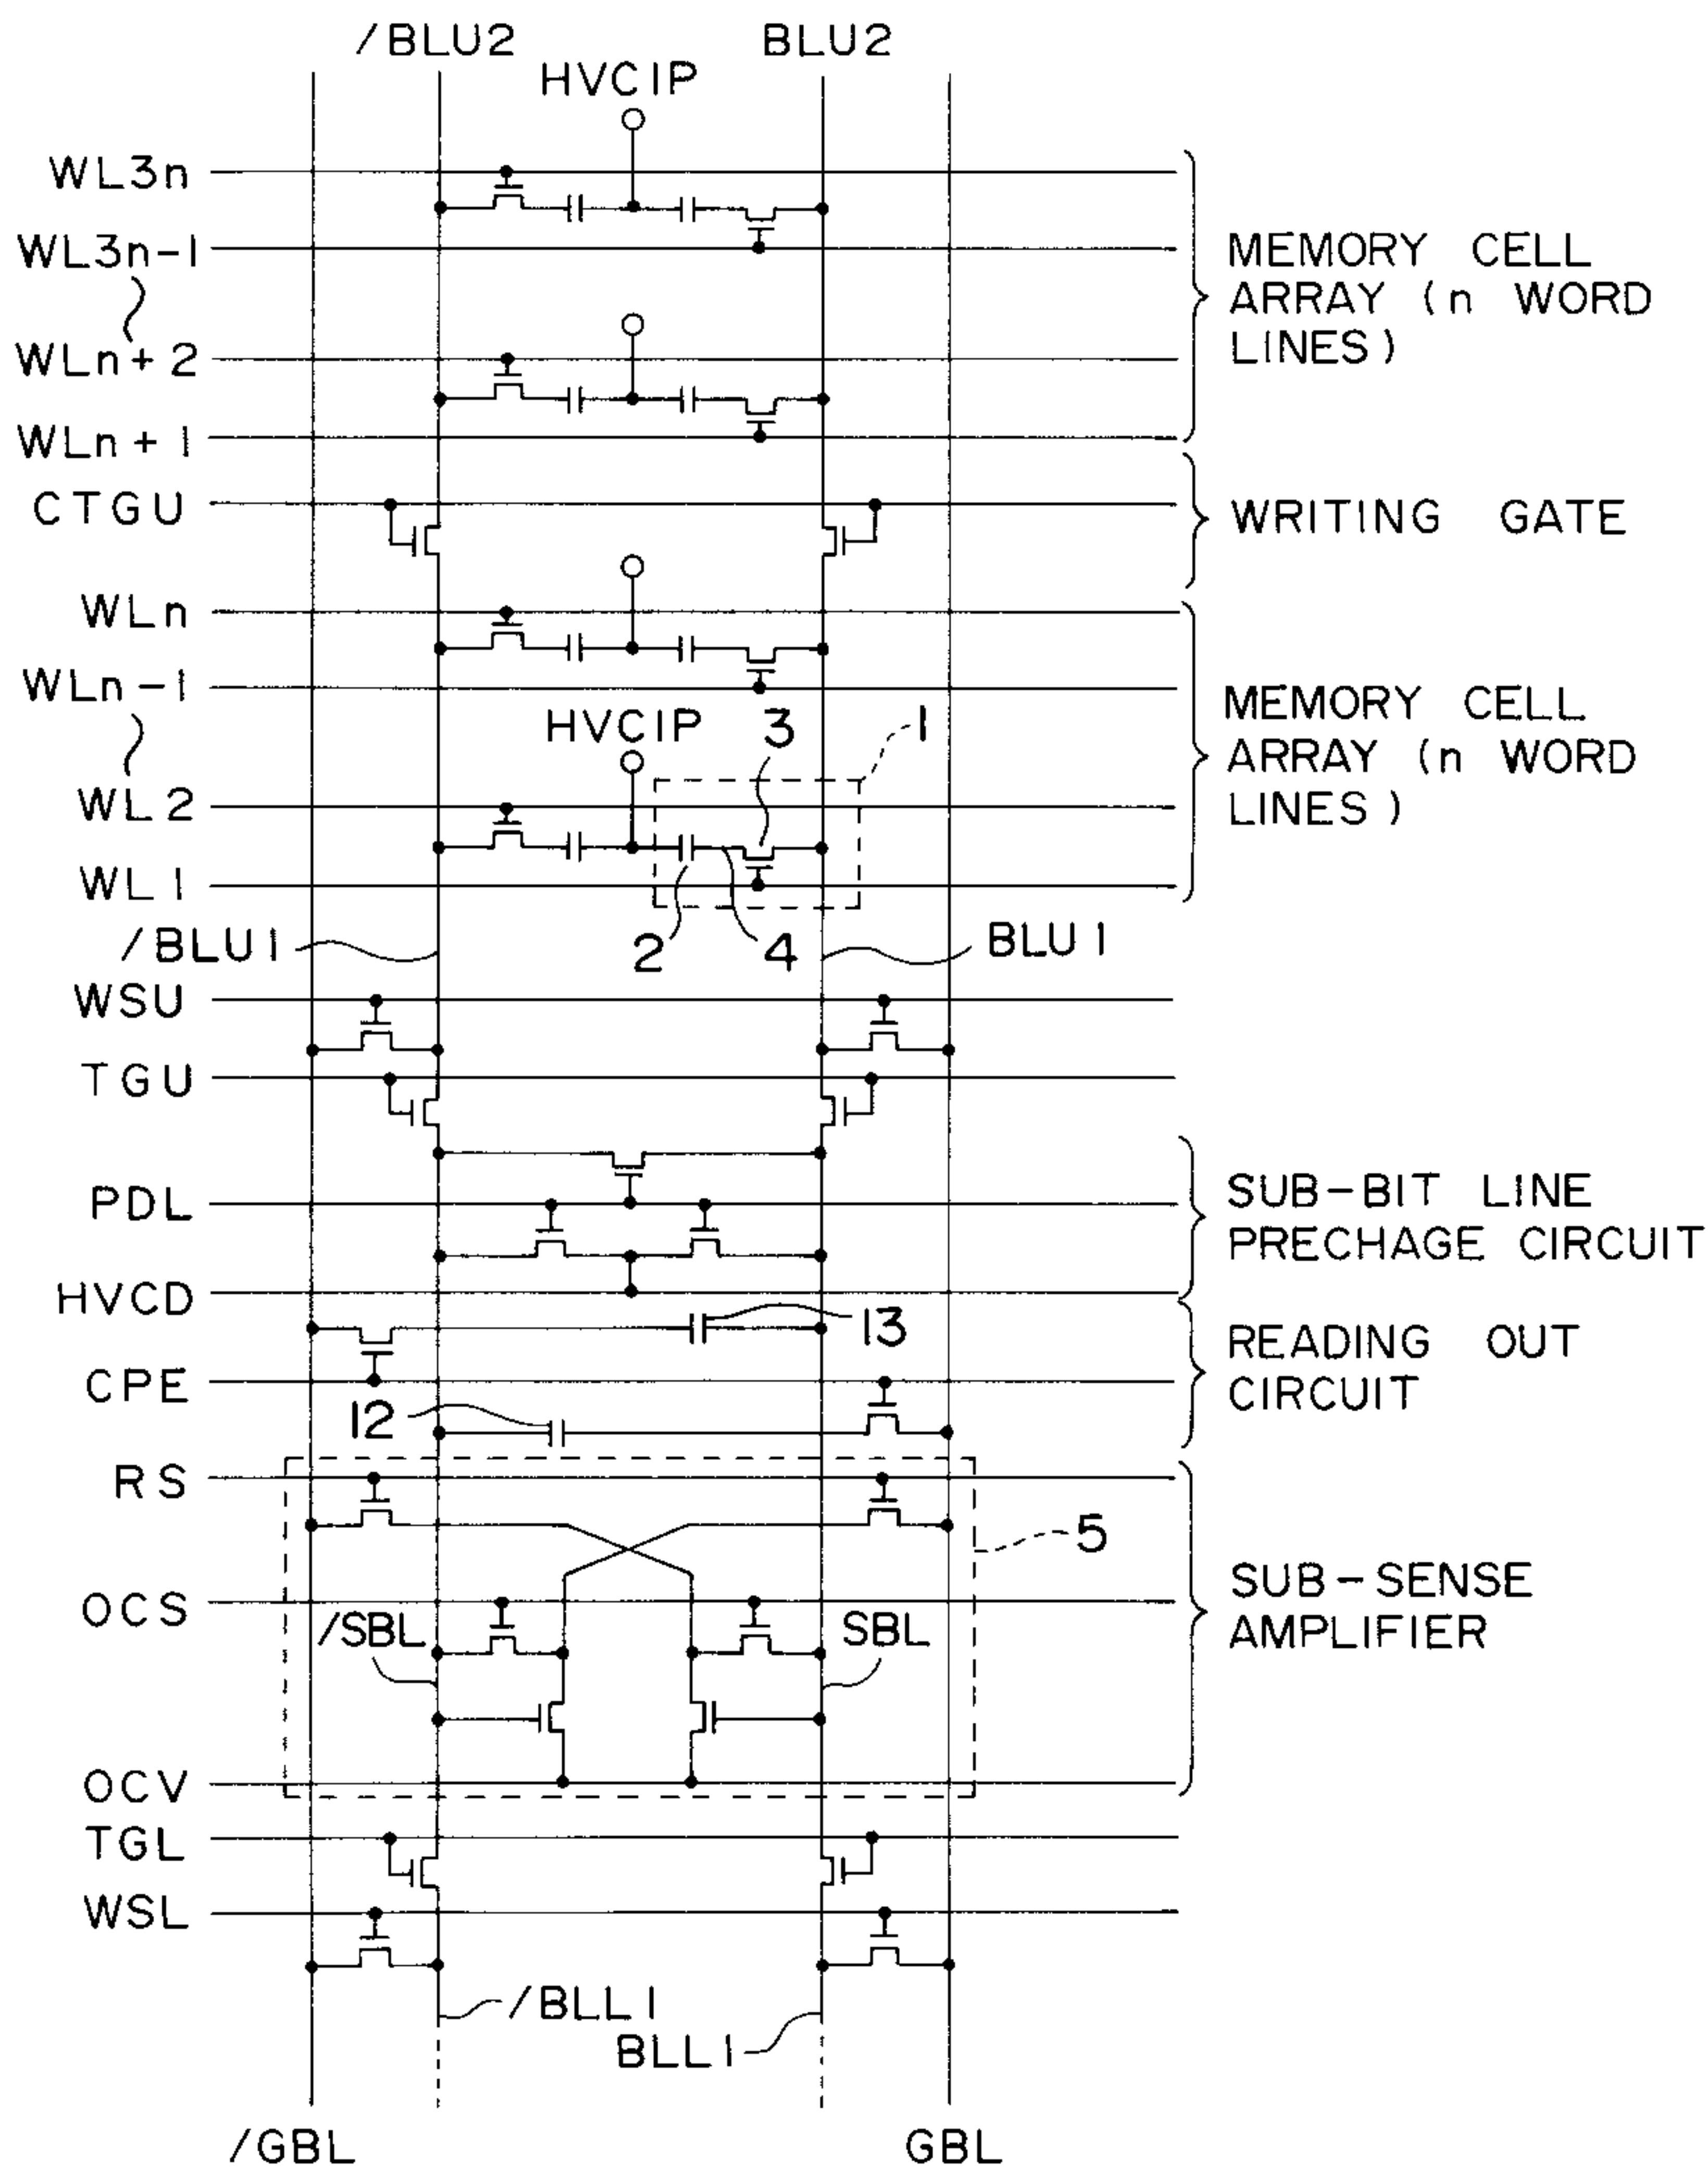 /BLU2
BLU2
HVCIP
WL3n
WL3n-1
MEMORY CELL
ARRAY (n WORD
LINES)
WLn+2
WLn+1
CTGU
WRITING GATE
WLn
WLn-1
HVCIP
3
1
MEMORY CELL
ARRAY (n WORD
LINES)
WL2
WL1
2
4
/BLU1
BLU1
WSU
TGU
PDL
SUB-BIT LINE
PRECHAGE CIRCUIT
HVCD
13
READING OUT
CIRCUIT
CPE
12
RS
5
OCS
/SBL
SBL
SUB-SENSE
AMPLIFIER
OCV
TGL
WSL
/BLL1
BLL1
/GBL
GBL